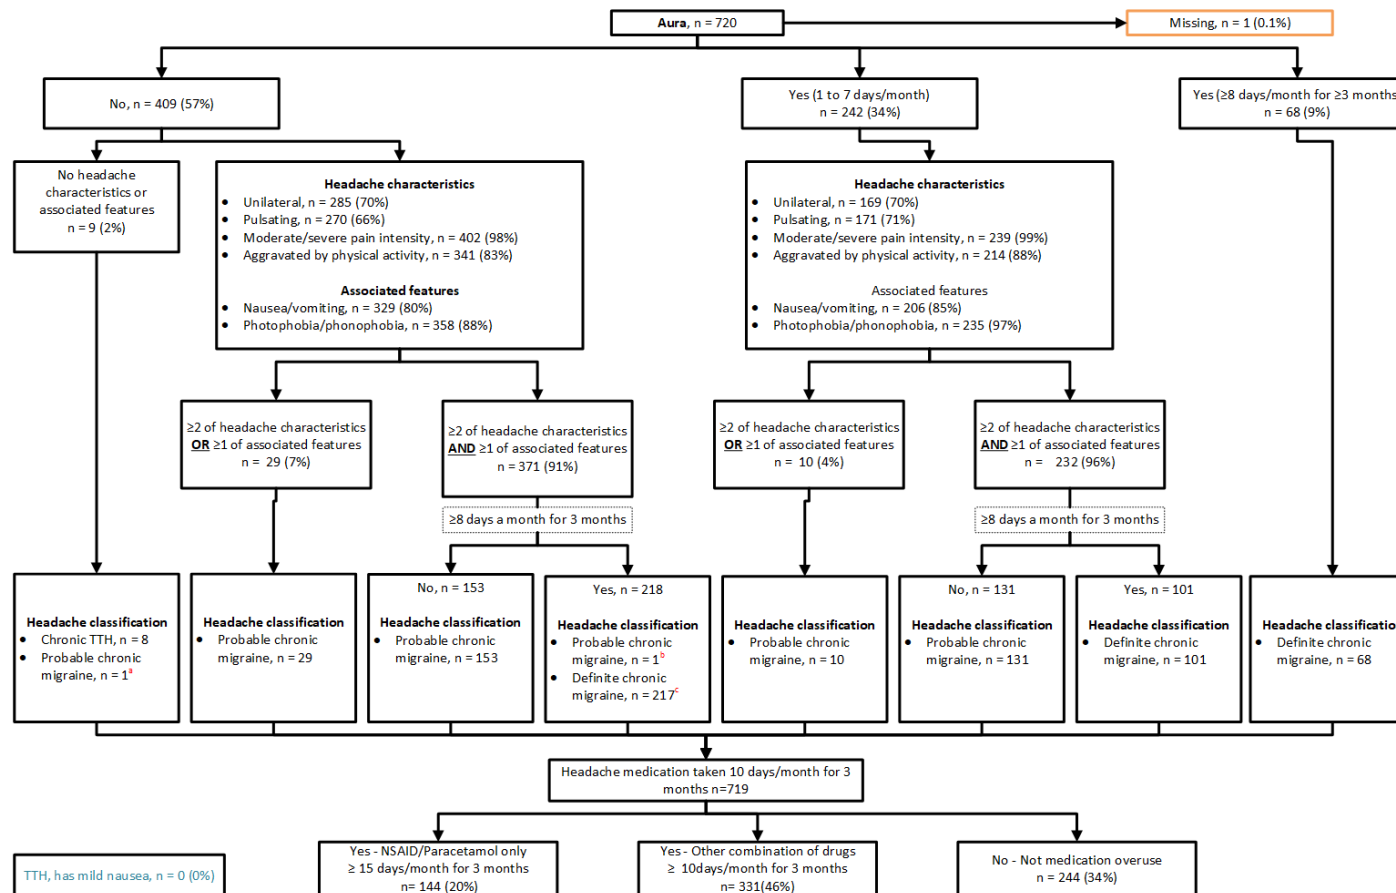 Aura, n = 720
Missing, n = 1 (0.1%)
No, n = 409 (57%)
Yes (1 to 7 days/month)
n = 242 (34%)
Yes (≥8 days/month for ≥3 months
n = 68 (9%)
No headache
characteristics or
associated features
n = 9 (2%)
Headache characteristics
• Unilateral, n = 285 (70%)
• Pulsating, n = 270 (66%)
• Moderate/severe pain intensity, n = 402 (98%)
• Aggravated by physical activity, n = 341 (83%)
Associated features
• Nausea/vomiting, n = 329 (80%)
• Photophobia/phonophobia, n = 358 (88%)
Headache characteristics
• Unilateral, n = 169 (70%)
• Pulsating, n = 171 (71%)
• Moderate/severe pain intensity, n = 239 (99%)
• Aggravated by physical activity, n = 214 (88%)
Associated features
• Nausea/vomiting, n = 206 (85%)
• Photophobia/phonophobia, n = 235 (97%)
≥2 of headache characteristics
OR ≥1 of associated features
n = 29 (7%)
≥2 of headache characteristics
AND ≥1 of associated features
n = 371 (91%)
≥2 of headache characteristics
OR ≥1 of associated features
n = 10 (4%)
≥2 of headache characteristics
AND ≥1 of associated features
n = 232 (96%)
≥8 days a month for 3 months
≥8 days a month for 3 months
Headache classification
• Chronic TTH, n = 8
• Probable chronic
migraine, n = 1a
Headache classification
• Probable chronic
migraine, n = 29
No, n = 153
Headache classification
• Probable chronic
migraine, n = 153
Yes, n = 218
Headache classification
• Probable chronic
migraine, n = 1b
• Definite chronic
migraine, n = 217c
Headache classification
• Probable chronic
migraine, n = 10
No, n = 131
Headache classification
• Probable chronic
migraine, n = 131
Yes, n = 101
Headache classification
• Definite chronic
migraine, n = 101
Headache classification
• Definite chronic
migraine, n = 68
Headache medication taken 10 days/month for 3
months n=719
TTH, has mild nausea, n = 0 (0%)
Yes - NSAID/Paracetamol only
≥ 15 days/month for 3 months
n= 144 (20%)
Yes - Other combination of drugs
≥ 10days/month for 3 months
n= 331(46%)
No - Not medication overuse
n = 244 (34%)